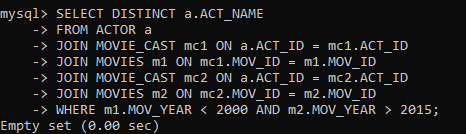 mysql> SELECT DISTINCT a.ACT_NAME
    -> FROM ACTOR a
    -> JOIN MOVIE_CAST mc1 ON a.ACT_ID = mc1.ACT_ID
    -> JOIN MOVIES m1 ON mc1.MOV_ID = m1.MOV_ID
    -> JOIN MOVIE_CAST mc2 ON a.ACT_ID = mc2.ACT_ID
    -> JOIN MOVIES m2 ON mc2.MOV_ID = m2.MOV_ID
    -> WHERE m1.MOV_YEAR < 2000 AND m2.MOV_YEAR > 2015;
Empty set (0.00 sec)